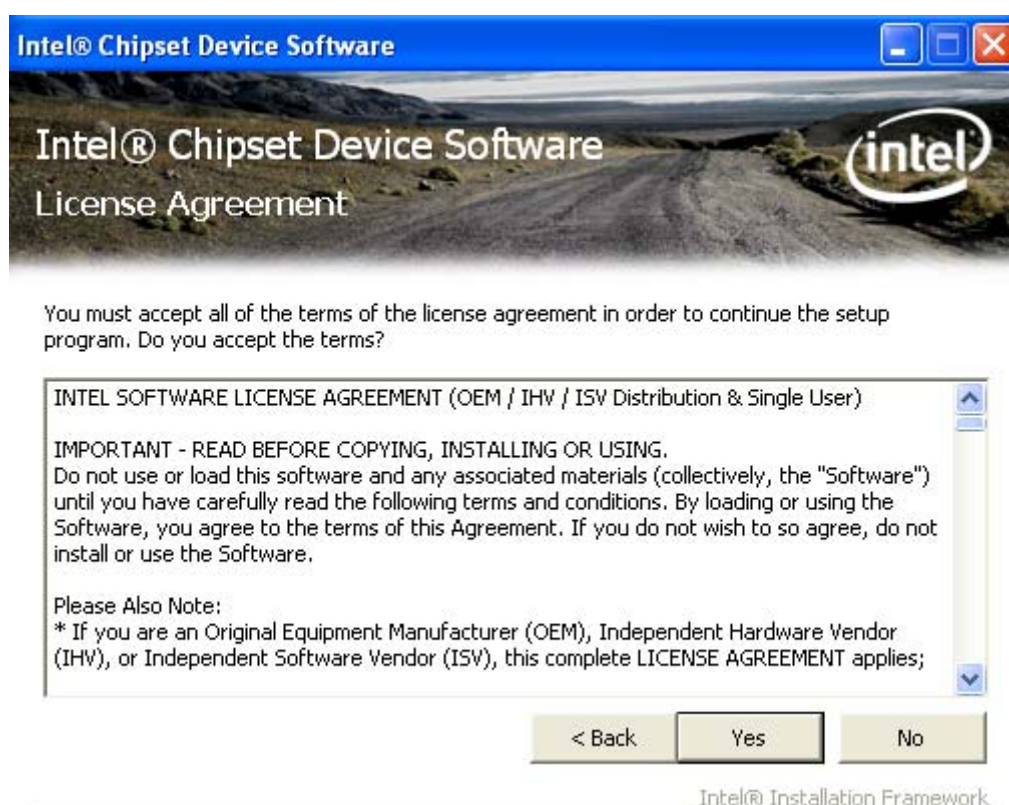 Intel® Chipset Device Software
Intel® Chipset Device Software
intel
License Agreement
You must accept all of the terms of the license agreement in order to continue the setup
program. Do you accept the terms?
INTEL SOFTWARE LICENSE AGREEMENT (OEM / IHV / ISV Distribution & Single User)
IMPORTANT - READ BEFORE COPYING, INSTALLING OR USING.
Do not use or load this software and any associated materials (collectively, the "Software")
until you have carefully read the following terms and conditions. By loading or using the
Software, you agree to the terms of this Agreement. If you do not wish to so agree, do not
install or use the Software.
Please Also Note:
* If you are an Original Equipment Manufacturer (OEM), Independent Hardware Vendor
(IHV), or Independent Software Vendor (ISV), this complete LICENSE AGREEMENT applies;
< Back
Yes
No
Intel® Installation Framework